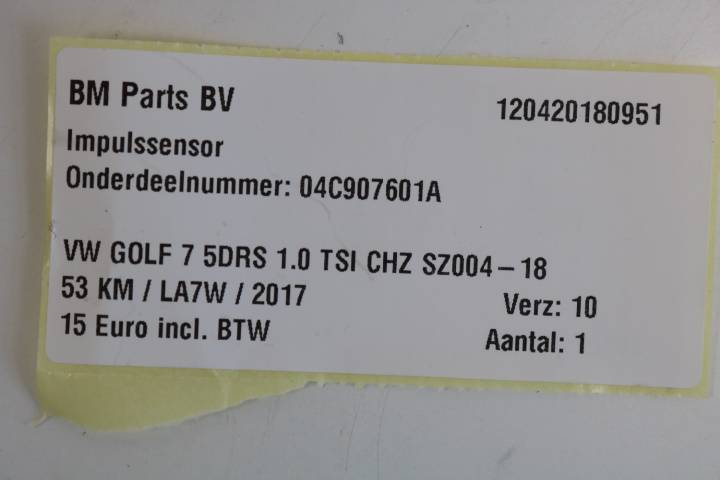 BM Parts BV 120420180951
Impulssensor
Onderdeelnummer: 04C907601A
VW GOLF 7 5DRS 1.0 TSI CHZ SZ004-18
53 KM / LA7W / 2017 Verz: 10
15 Euro incl. BTW Aantal: 1